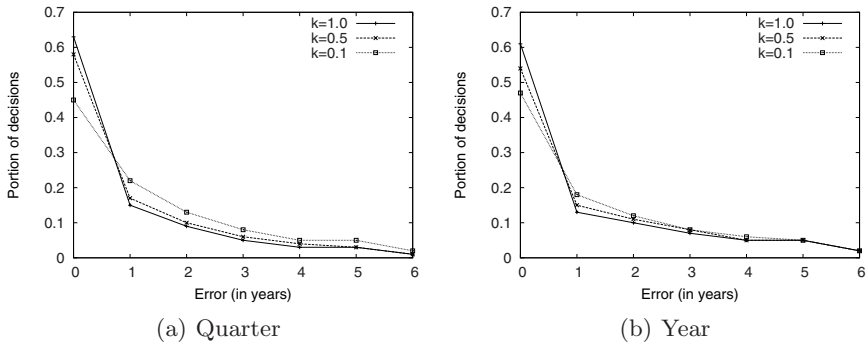 0.7
0.6
0.5
0.4
0.3
0.2
0.1
0
Portion of decisions
k=1.0
k=0.5
k=0.1
0 1 2 3 4 5 6
Error (in years)
(a) Quarter
0.7
0.6
0.5
0.4
0.3
0.2
0.1
0
Portion of decisions
k=1.0
k=0.5
k=0.1
0 1 2 3 4 5 6
Error (in years)
(b) Year